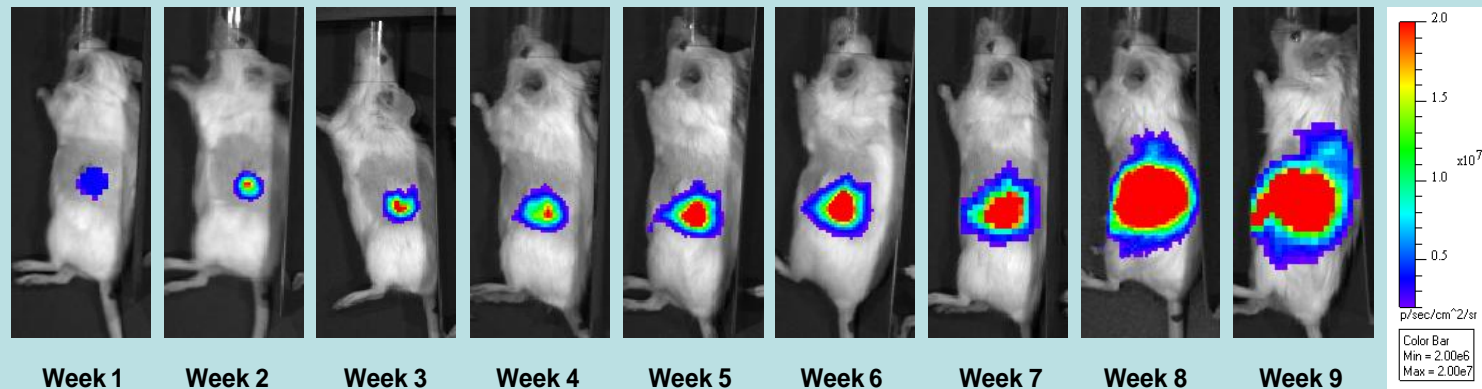 2.0
1.5
x10^7
1.0
0.5
p/sec/cm^2/sr
Color Bar
Min = 2.00e6
Max = 2.00e7
Week 1 Week 2 Week 3 Week 4 Week 5 Week 6 Week 7 Week 8 Week 9